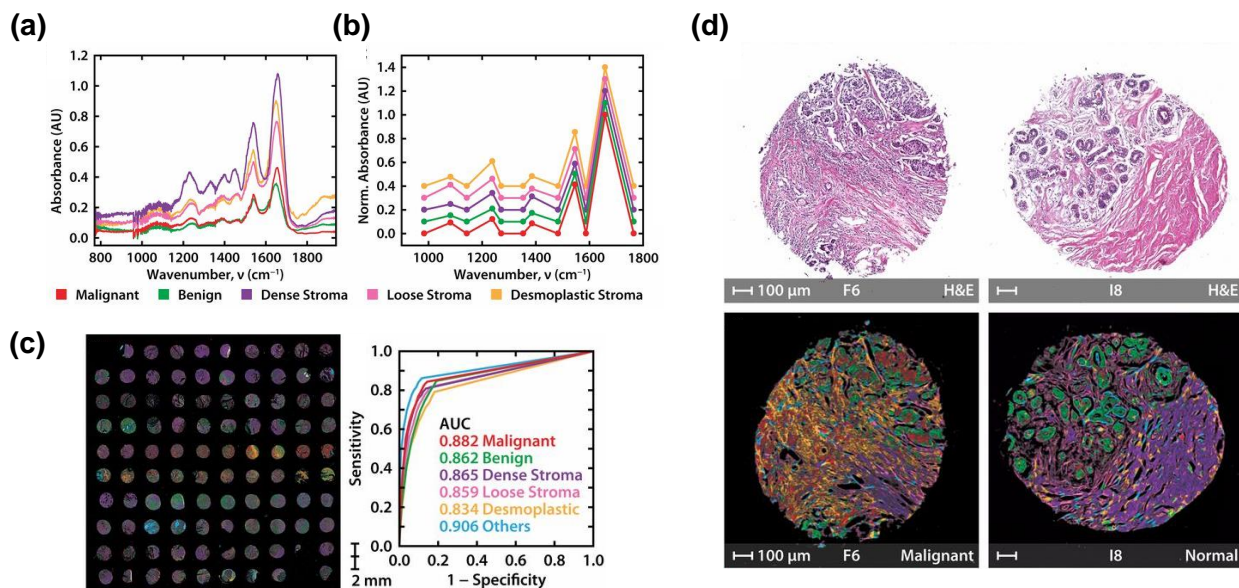 (a)
1.2
1.0
0.8
0.6
0.4
0.2
0.0
Absorbance (AU)
800 1000 1200 1400 1600 1800
Wavenumber, ν (cm⁻¹)
(b)
1.4
1.2
1.0
0.8
0.6
0.4
0.2
0.0
Norm. Absorbance (AU)
800 1000 1200 1400 1600 1800
Wavenumber, ν (cm⁻¹)
Malignant Benign Dense Stroma Loose Stroma Desmoplastic Stroma
(c)
2 mm
1.0
0.8
0.6
0.4
0.2
0.0
Sensitivity
AUC
0.882 Malignant
0.862 Benign
0.865 Dense Stroma
0.859 Loose Stroma
0.834 Desmoplastic
0.906 Others
0.0 0.2 0.4 0.6 0.8 1.0
1 – Specificity
(d)
100 μm F6 H&E
I8 H&E
100 μm F6 Malignant
I8 Normal